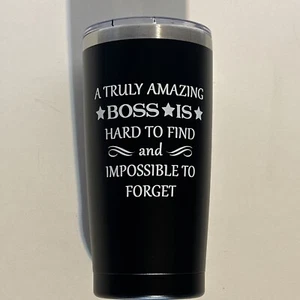 A TRULY AMAZING
★BOSS★IS★
HARD TO FIND
and
IMPOSSIBLE TO
FORGET